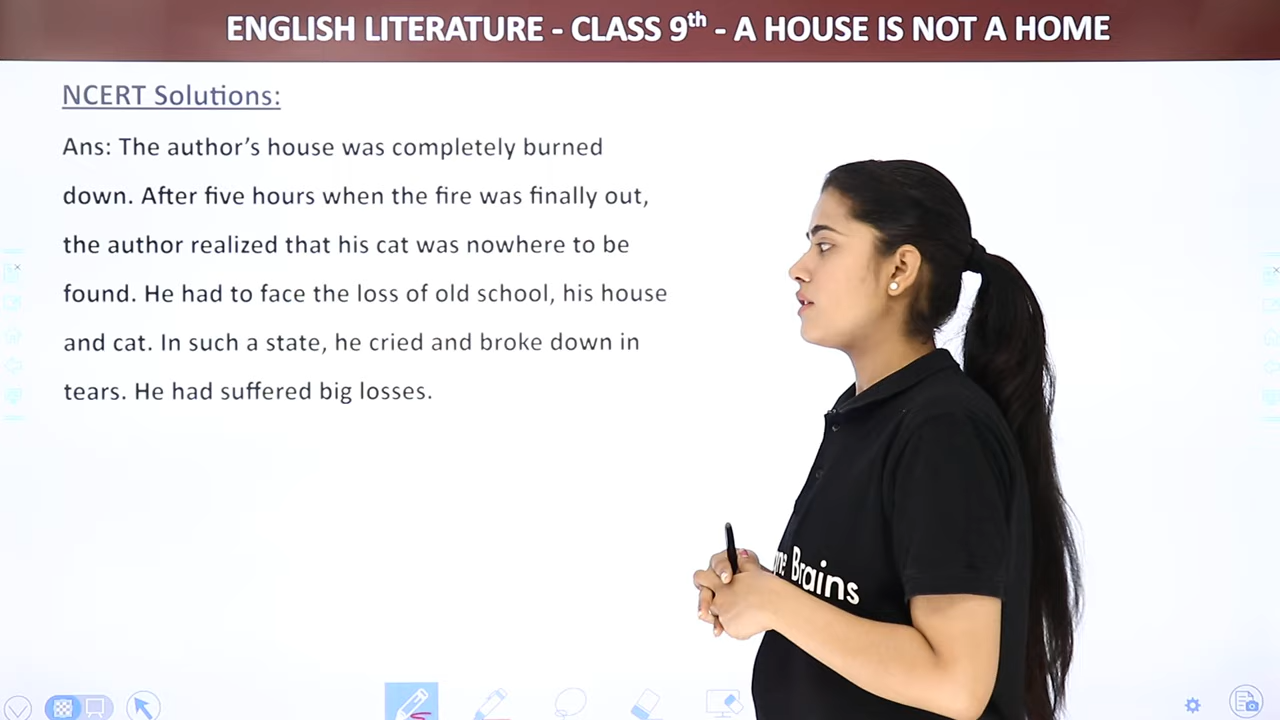 ENGLISH LITERATURE - CLASS 9th - A HOUSE IS NOT A HOME
NCERT Solutions:
Ans: The author’s house was completely burned
down. After five hours when the fire was finally out,
the author realized that his cat was nowhere to be
found. He had to face the loss of old school, his house
and cat. In such a state, he cried and broke down in
tears. He had suffered big losses.
Brains